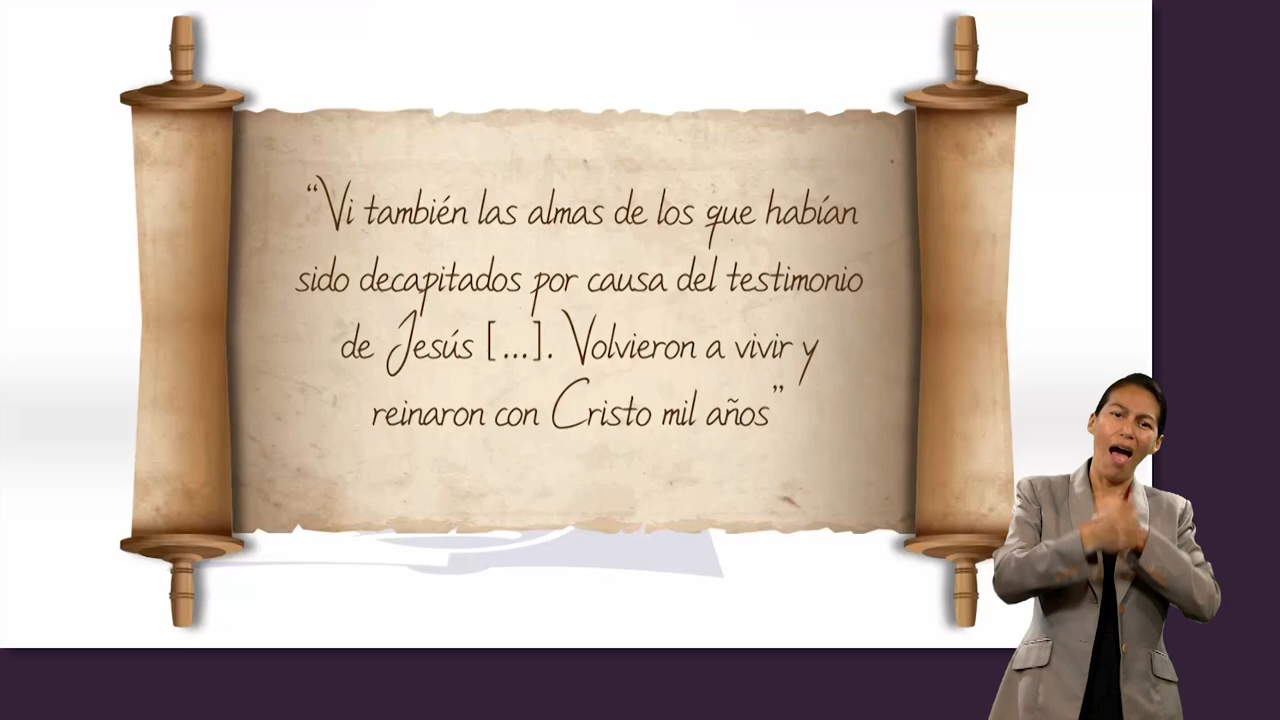 “Vi también las almas de los que habían
sido decapitados por causa del testimonio
de Jesús [...]. Volvieron a vivir y
reinaron con Cristo mil años”